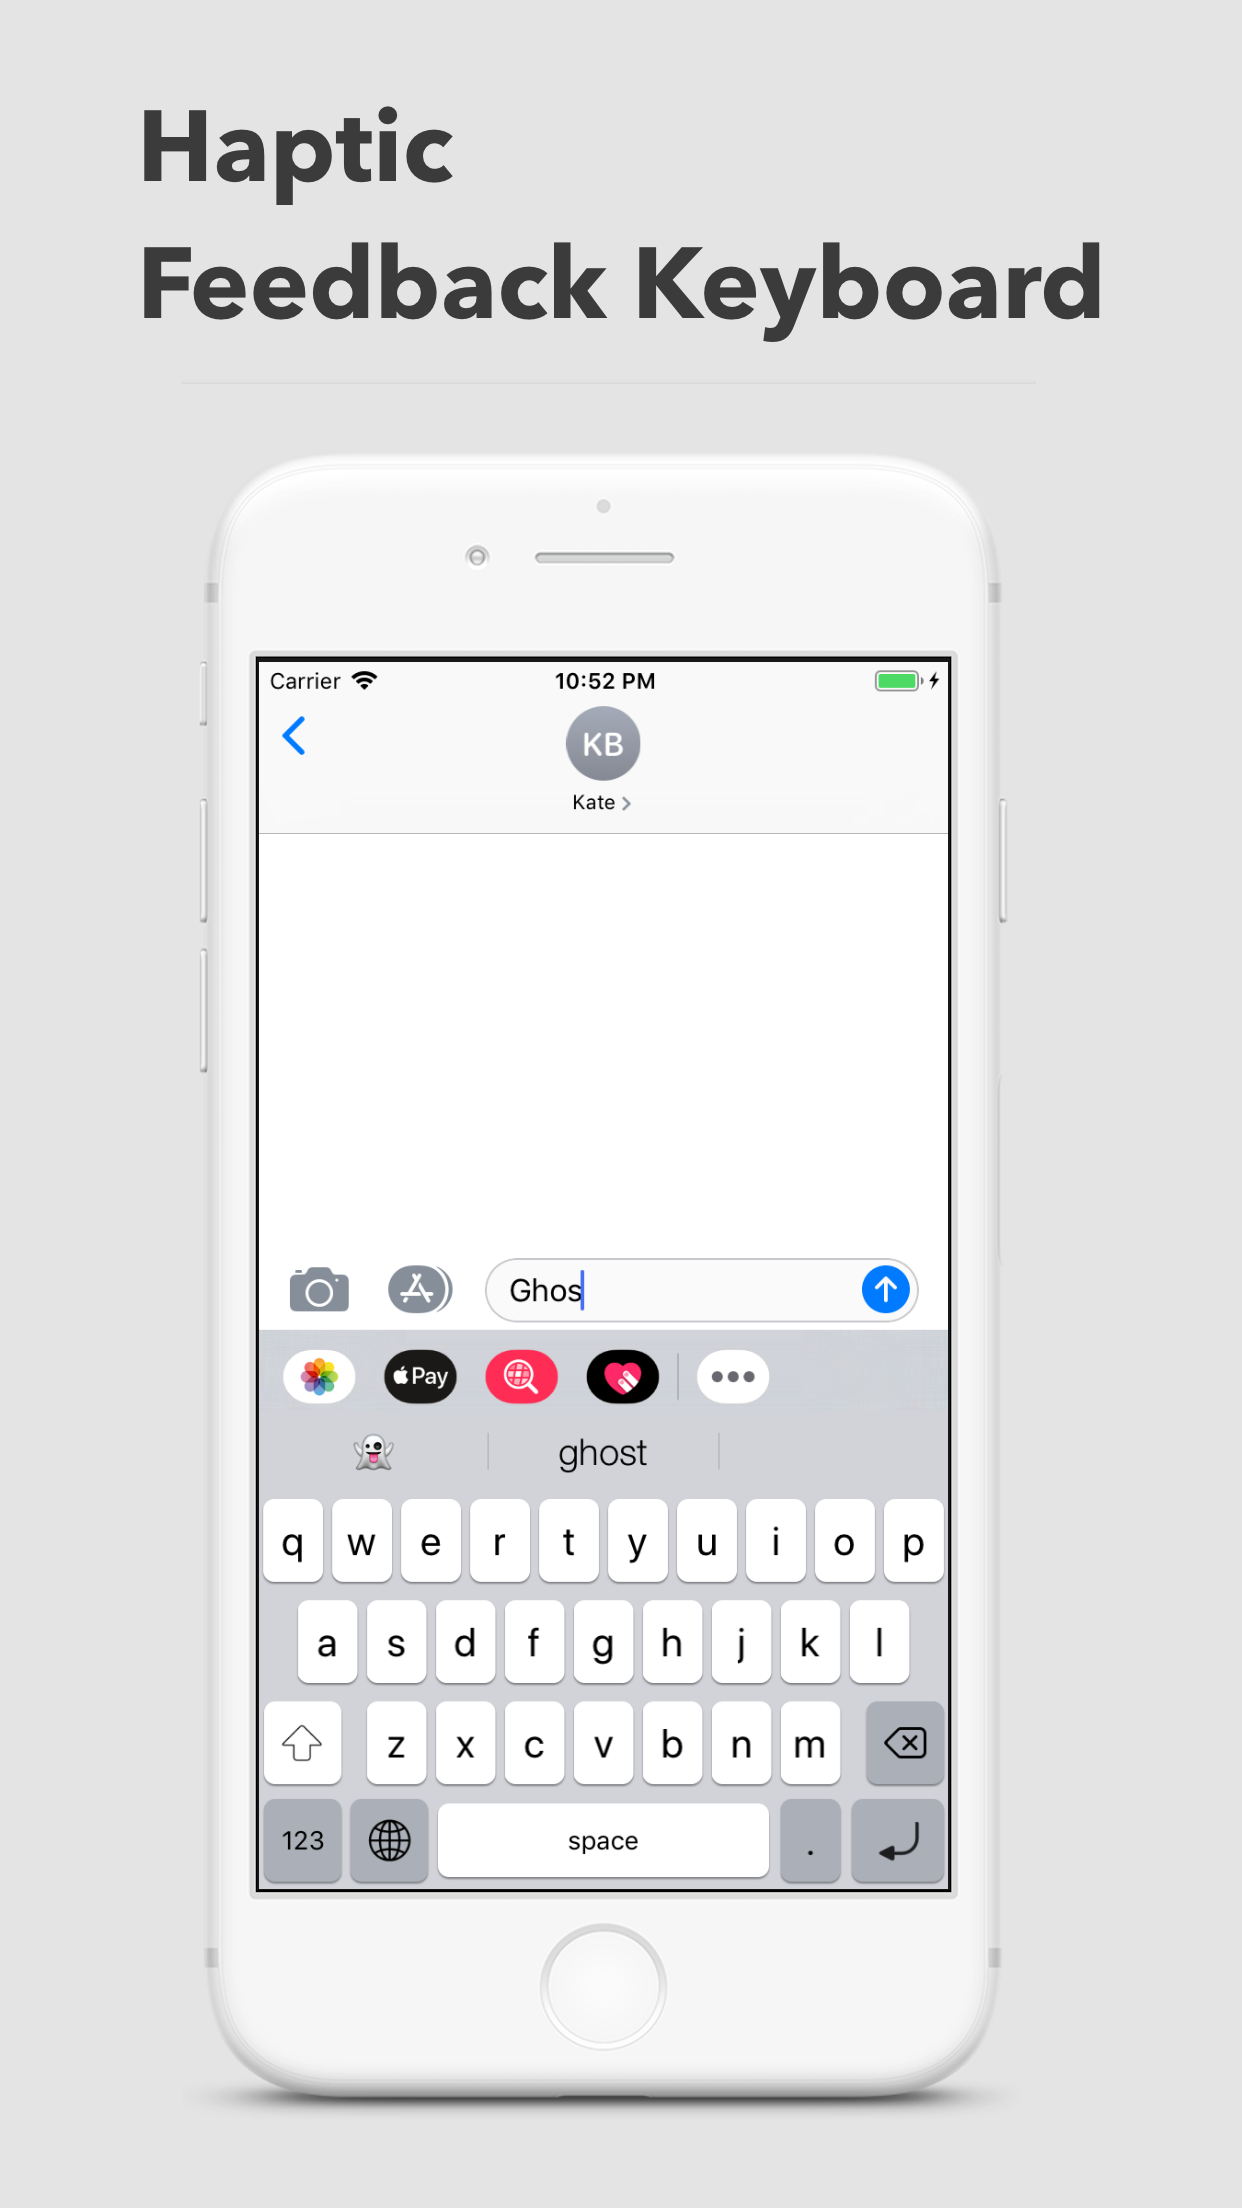 Haptic
Feedback Keyboard
Carrier 10:52 PM
KB
Kate
Ghos
Pay
👻 ghost
q w e r t y u i o p
a s d f g h j k l
z x c v b n m
123 space .